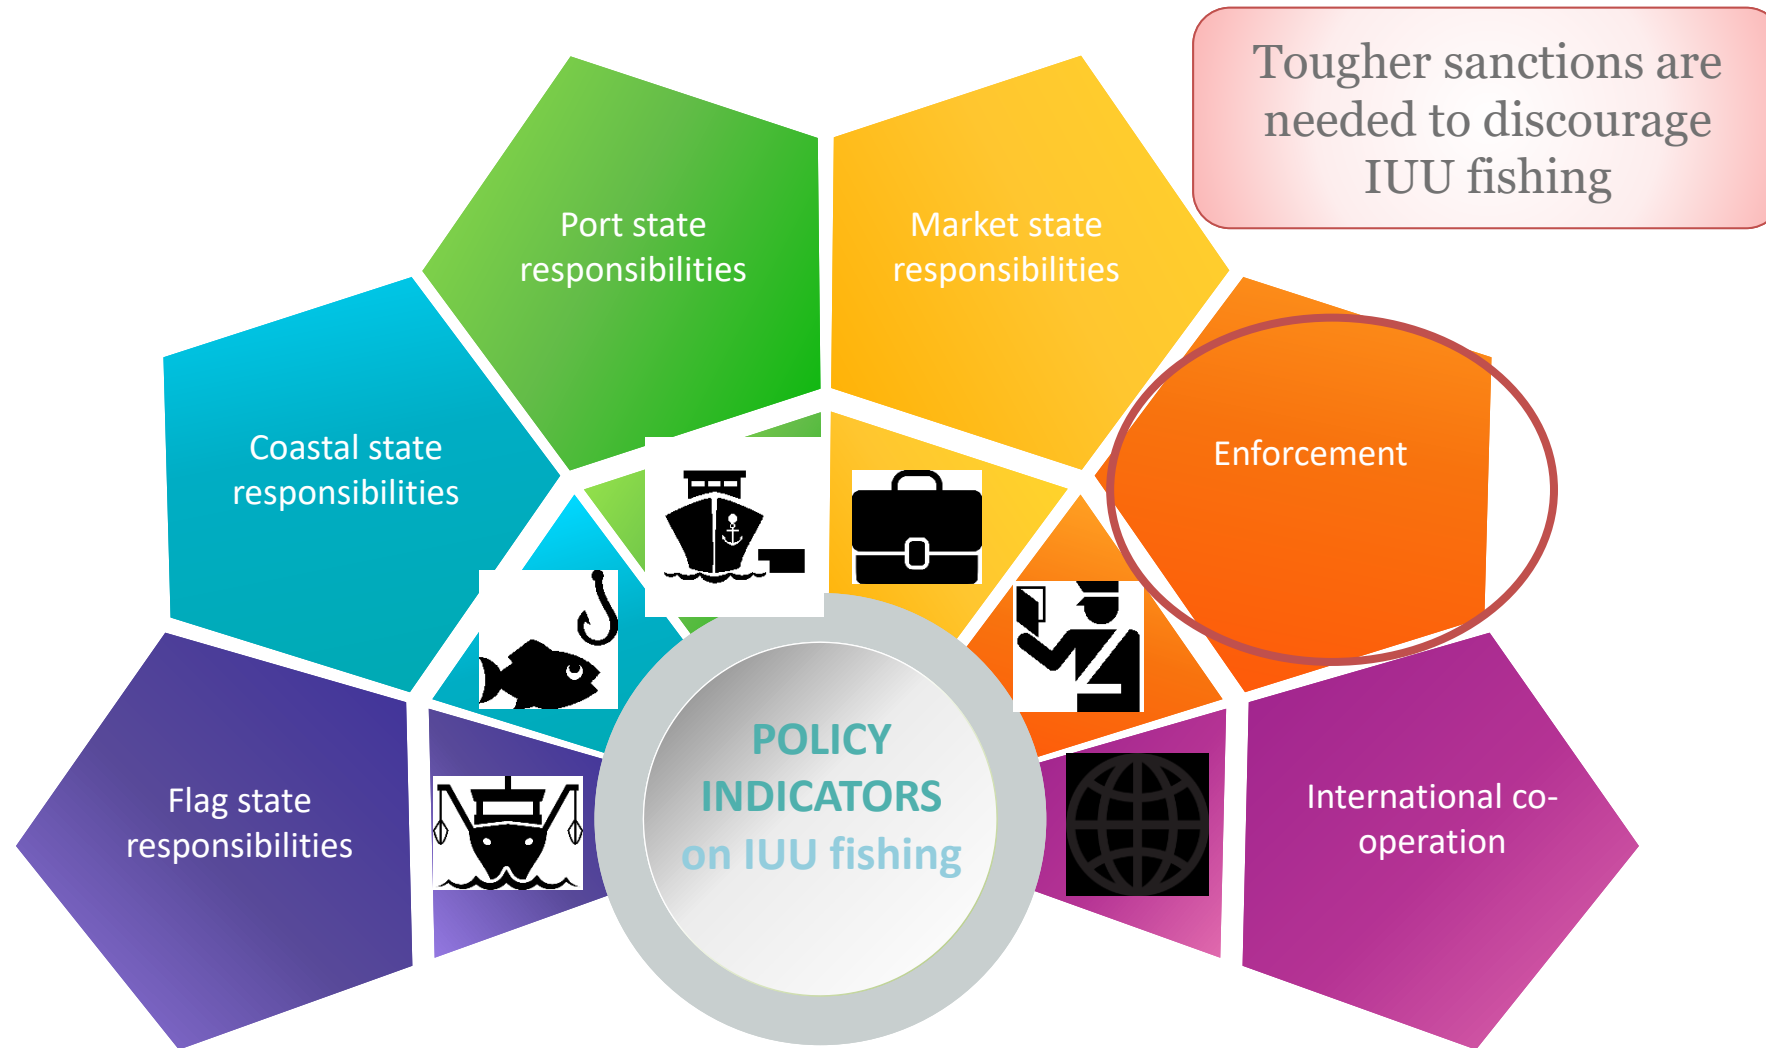 Tougher sanctions are
needed to discourage
IUU fishing
Port state
responsibilities
Market state
responsibilities
Coastal state
responsibilities
Enforcement
Flag state
responsibilities
POLICY
INDICATORS
on IUU fishing
International co-
operation